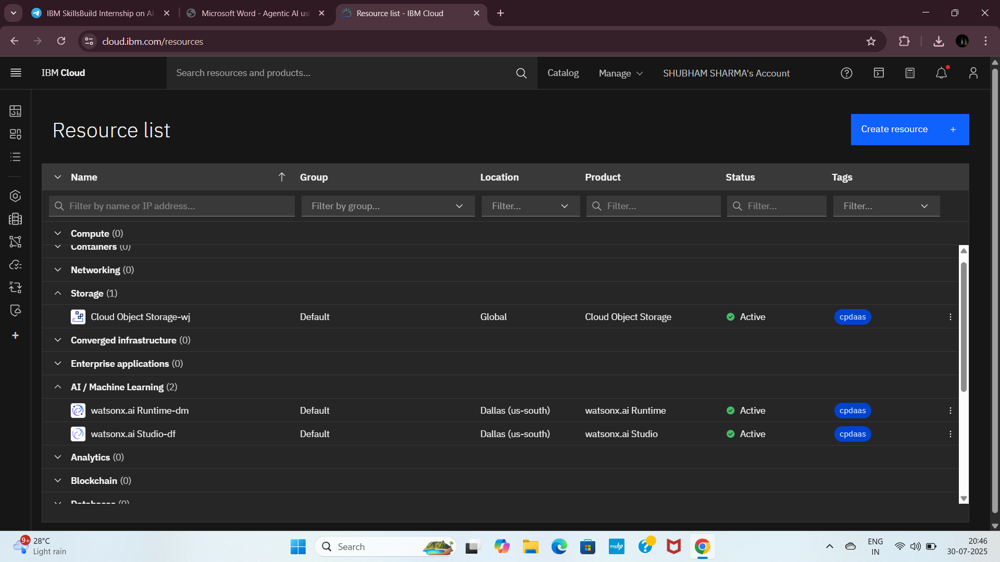 IBM SkillsBuild Internship on AI
Microsoft Word - Agentic AI usi
Resource list - IBM Cloud
cloud.ibm.com/resources
IBM Cloud
Search resources and products...
Catalog
Manage
SHUBHAM SHARMA's Account
Resource list
Create resource +
Name Group Location Product Status Tags
Filter by name or IP address... Filter by group... Filter... Filter... Filter... Filter...
Compute (0)
Containers (0)
Networking (0)
Storage (1)
Cloud Object Storage-wj Default Global Cloud Object Storage Active cpdaas
Converged infrastructure (0)
Enterprise applications (0)
AI / Machine Learning (2)
watsonx.ai Runtime-dm Default Dallas (us-south) watsonx.ai Runtime Active cpdaas
watsonx.ai Studio-df Default Dallas (us-south) watsonx.ai Studio Active cpdaas
Analytics (0)
Blockchain (0)
Databases (0)
9+
28°C
Light rain
Search
myhp
ENG
IN
20:46
30-07-2025